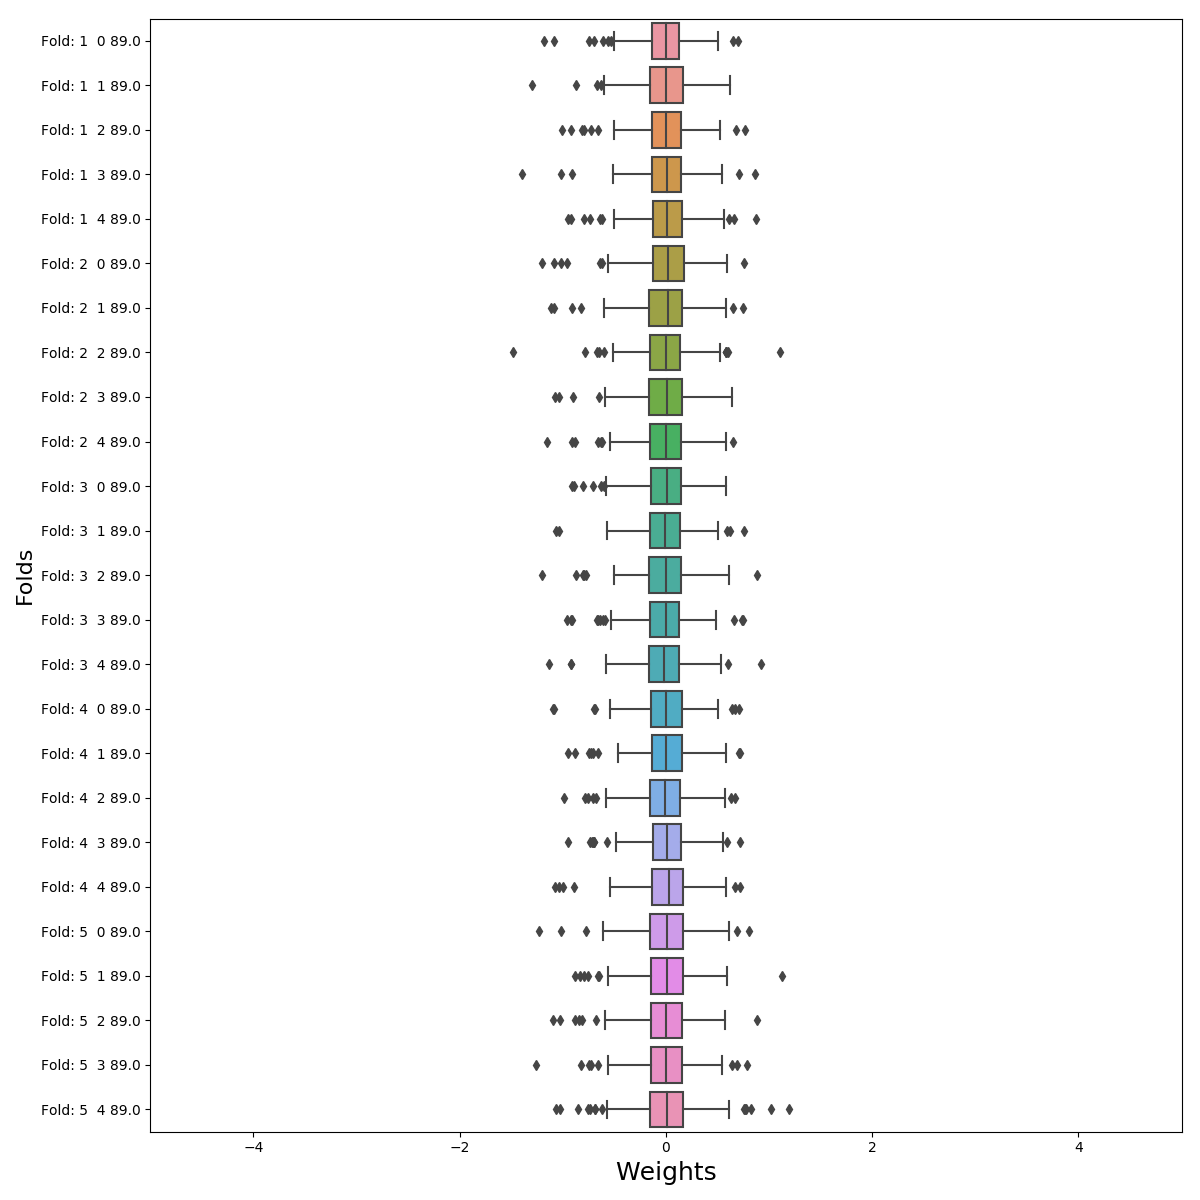 Fold: 1  0 89.0
Fold: 1  1 89.0
Fold: 1  2 89.0
Fold: 1  3 89.0
Fold: 1  4 89.0
Fold: 2  0 89.0
Fold: 2  1 89.0
Fold: 2  2 89.0
Fold: 2  3 89.0
Fold: 2  4 89.0
Fold: 3  0 89.0
Fold: 3  1 89.0
Fold: 3  2 89.0
Fold: 3  3 89.0
Fold: 3  4 89.0
Fold: 4  0 89.0
Fold: 4  1 89.0
Fold: 4  2 89.0
Fold: 4  3 89.0
Fold: 4  4 89.0
Fold: 5  0 89.0
Fold: 5  1 89.0
Fold: 5  2 89.0
Fold: 5  3 89.0
Fold: 5  4 89.0
Folds
−4 −2 0 2 4
Weights